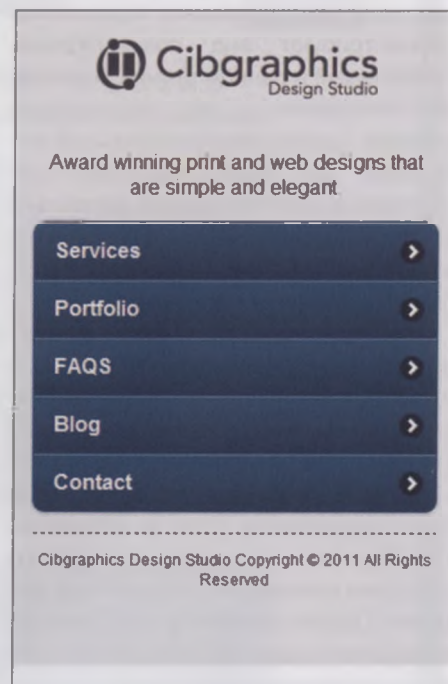 Cibgraphics
Design Studio
Award winning print and web designs that
are simple and elegant
Services
Portfolio
FAQS
Blog
Contact
Cibgraphics Design Studio Copyright © 2011 All Rights
Reserved